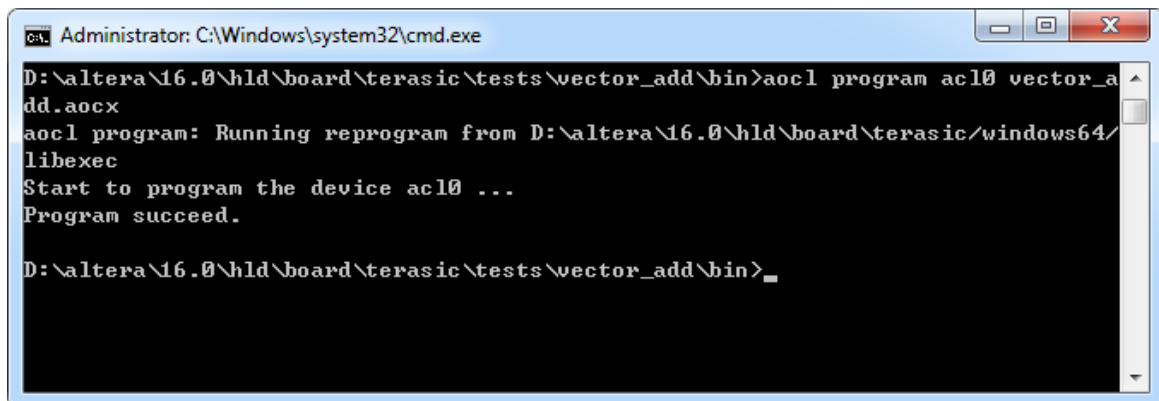 Administrator: C:\Windows\system32\cmd.exe
D:\altera\16.0\hld\board\terasic\tests\vector_add\bin>aocl program acl0 vector_a
dd.aocx
aocl program: Running reprogram from D:\altera\16.0\hld\board\terasic/windows64/
libexec
Start to program the device acl0 ...
Program succeed.
D:\altera\16.0\hld\board\terasic\tests\vector_add\bin>_